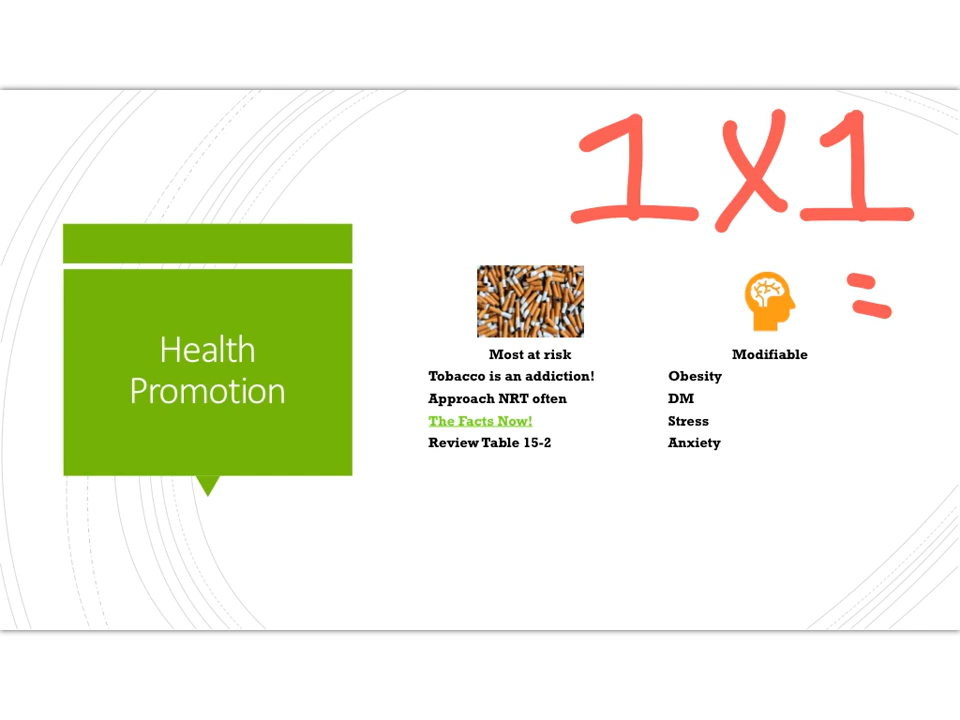 1 X 1
=
Health
Promotion
Most at risk
Tobacco is an addiction!
Approach NRT often
The Facts Now!
Review Table 15-2
Modifiable
Obesity
DM
Stress
Anxiety